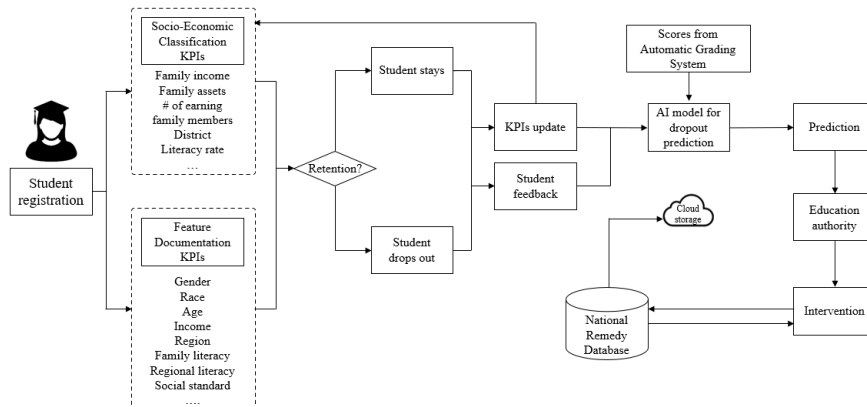 Student
registration
Socio-Economic
Classification
KPIs
Family income
Family assets
# of earning
family members
District
Literacy rate
...
Feature
Documentation
KPIs
Gender
Race
Age
Income
Region
Family literacy
Regional literacy
Social standard
....
Retention?
Student stays
Student
drops out
KPIs update
Student
feedback
Scores from
Automatic Grading
System
AI model for
dropout
prediction
Prediction
Education
authority
Intervention
National
Remedy
Database
Cloud
storage